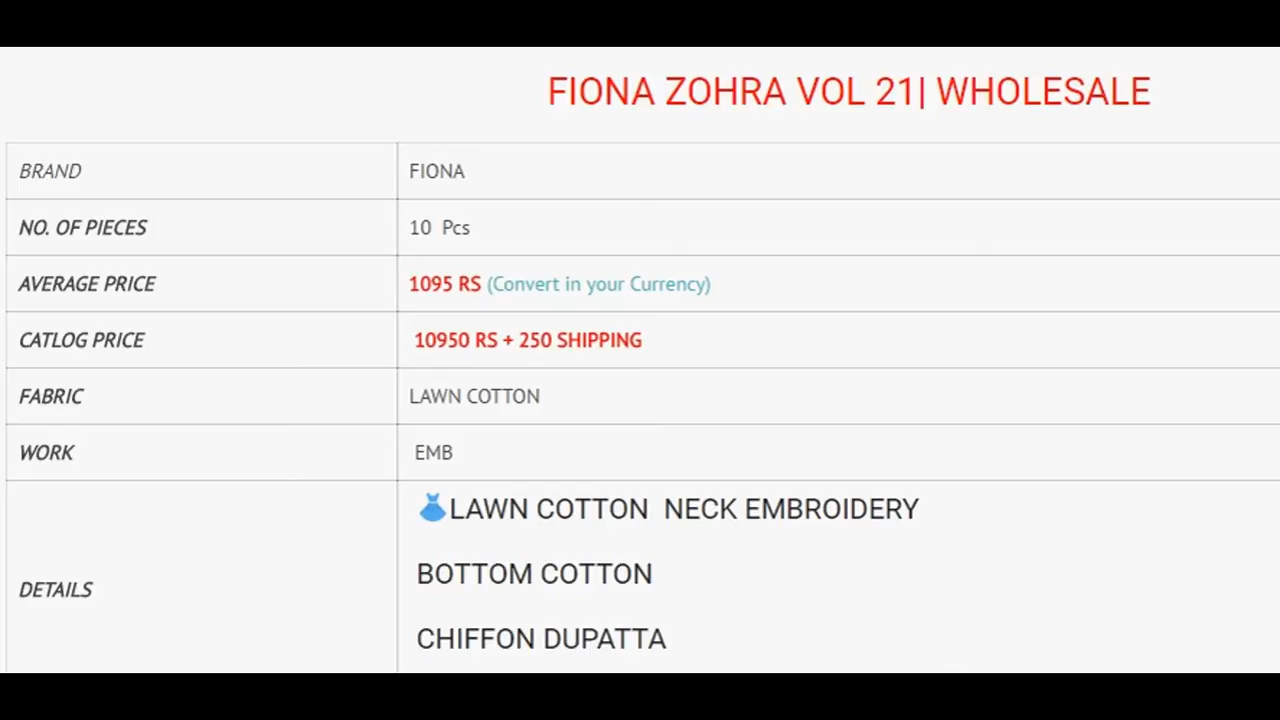 FIONA ZOHRA VOL 21| WHOLESALE
BRAND FIONA
NO. OF PIECES 10 Pcs
AVERAGE PRICE 1095 RS (Convert in your Currency)
CATLOG PRICE 10950 RS + 250 SHIPPING
FABRIC LAWN COTTON
WORK EMB
👗LAWN COTTON NECK EMBROIDERY
BOTTOM COTTON
DETAILS
CHIFFON DUPATTA